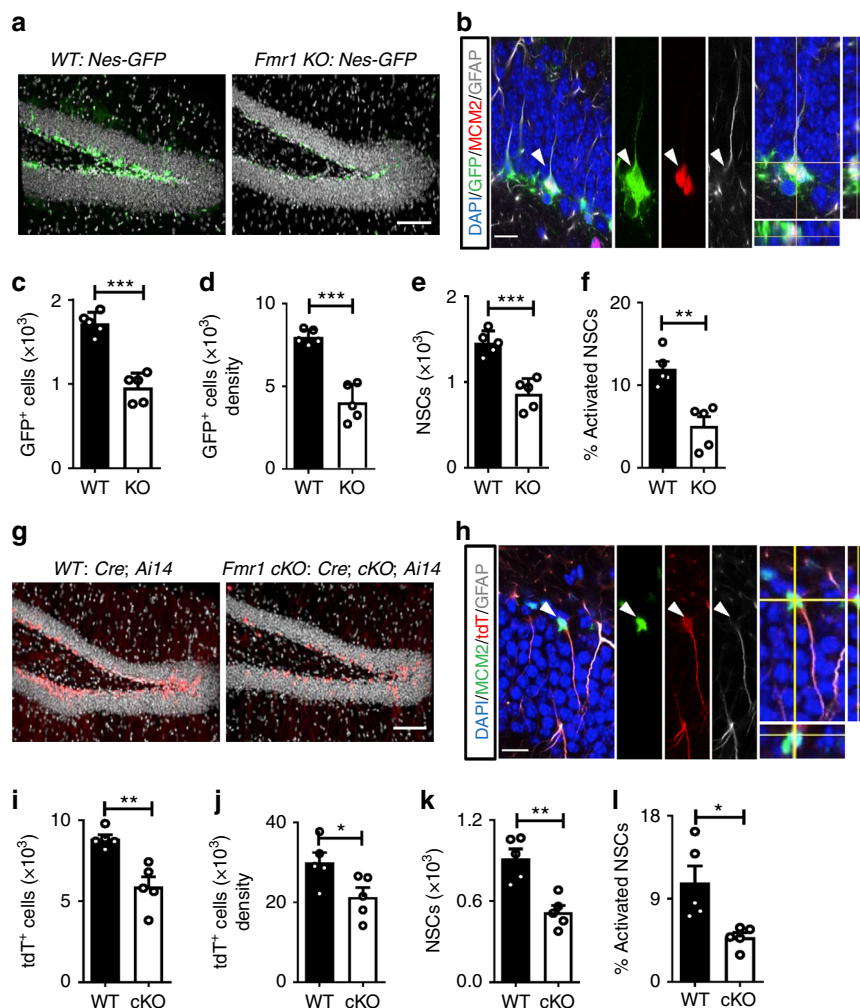 a
WT: Nes-GFP
Fmr1 KO: Nes-GFP
b
DAPI/GFP/MCM2/GFAP
c
GFP+ cells (×10³)
2
1
0
***
WT
KO
d
GFP+ cells (×10³)
density
10
5
0
***
WT
KO
e
NSCs (×10³)
2
1
0
***
WT
KO
f
% Activated NSCs
20
10
0
**
WT
KO
g
WT: Cre; Ai14
Fmr1 cKO: Cre; cKO; Ai14
h
DAPI/MCM2/tdT/GFAP
i
tdT+ cells (×10³)
10
5
0
**
WT
cKO
j
tdT+ cells (×10³)
density
40
20
0
*
WT
cKO
k
NSCs (×10³)
1.2
0.6
0.0
**
WT
cKO
l
% Activated NSCs
18
9
0
*
WT
cKO